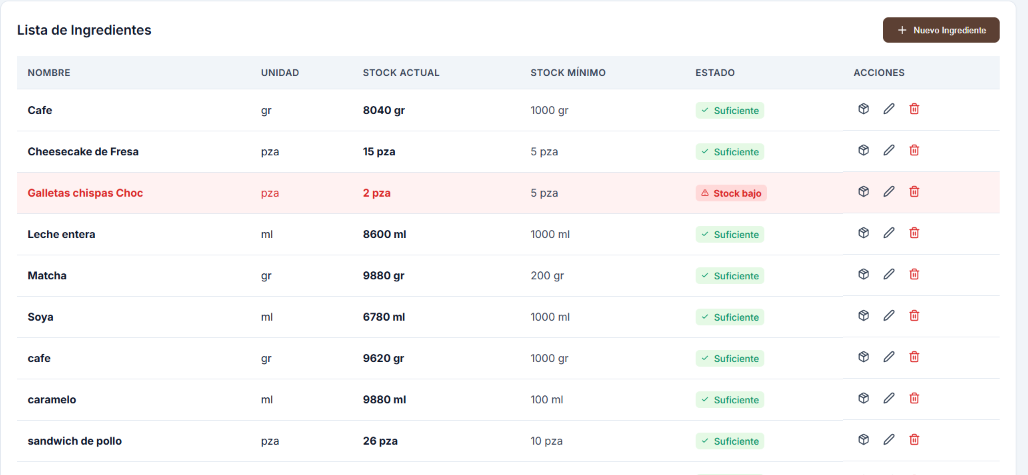 Lista de Ingredientes
Nuevo Ingrediente
NOMBRE UNIDAD STOCK ACTUAL STOCK MÍNIMO ESTADO ACCIONES
Cafe gr 8040 gr 1000 gr Suficiente
Cheesecake de Fresa pza 15 pza 5 pza Suficiente
Galletas chispas Choc pza 2 pza 5 pza Stock bajo
Leche entera ml 8600 ml 1000 ml Suficiente
Matcha gr 9880 gr 200 gr Suficiente
Soya ml 6780 ml 1000 ml Suficiente
cafe gr 9620 gr 1000 gr Suficiente
caramelo ml 9880 ml 100 ml Suficiente
sandwich de pollo pza 26 pza 10 pza Suficiente